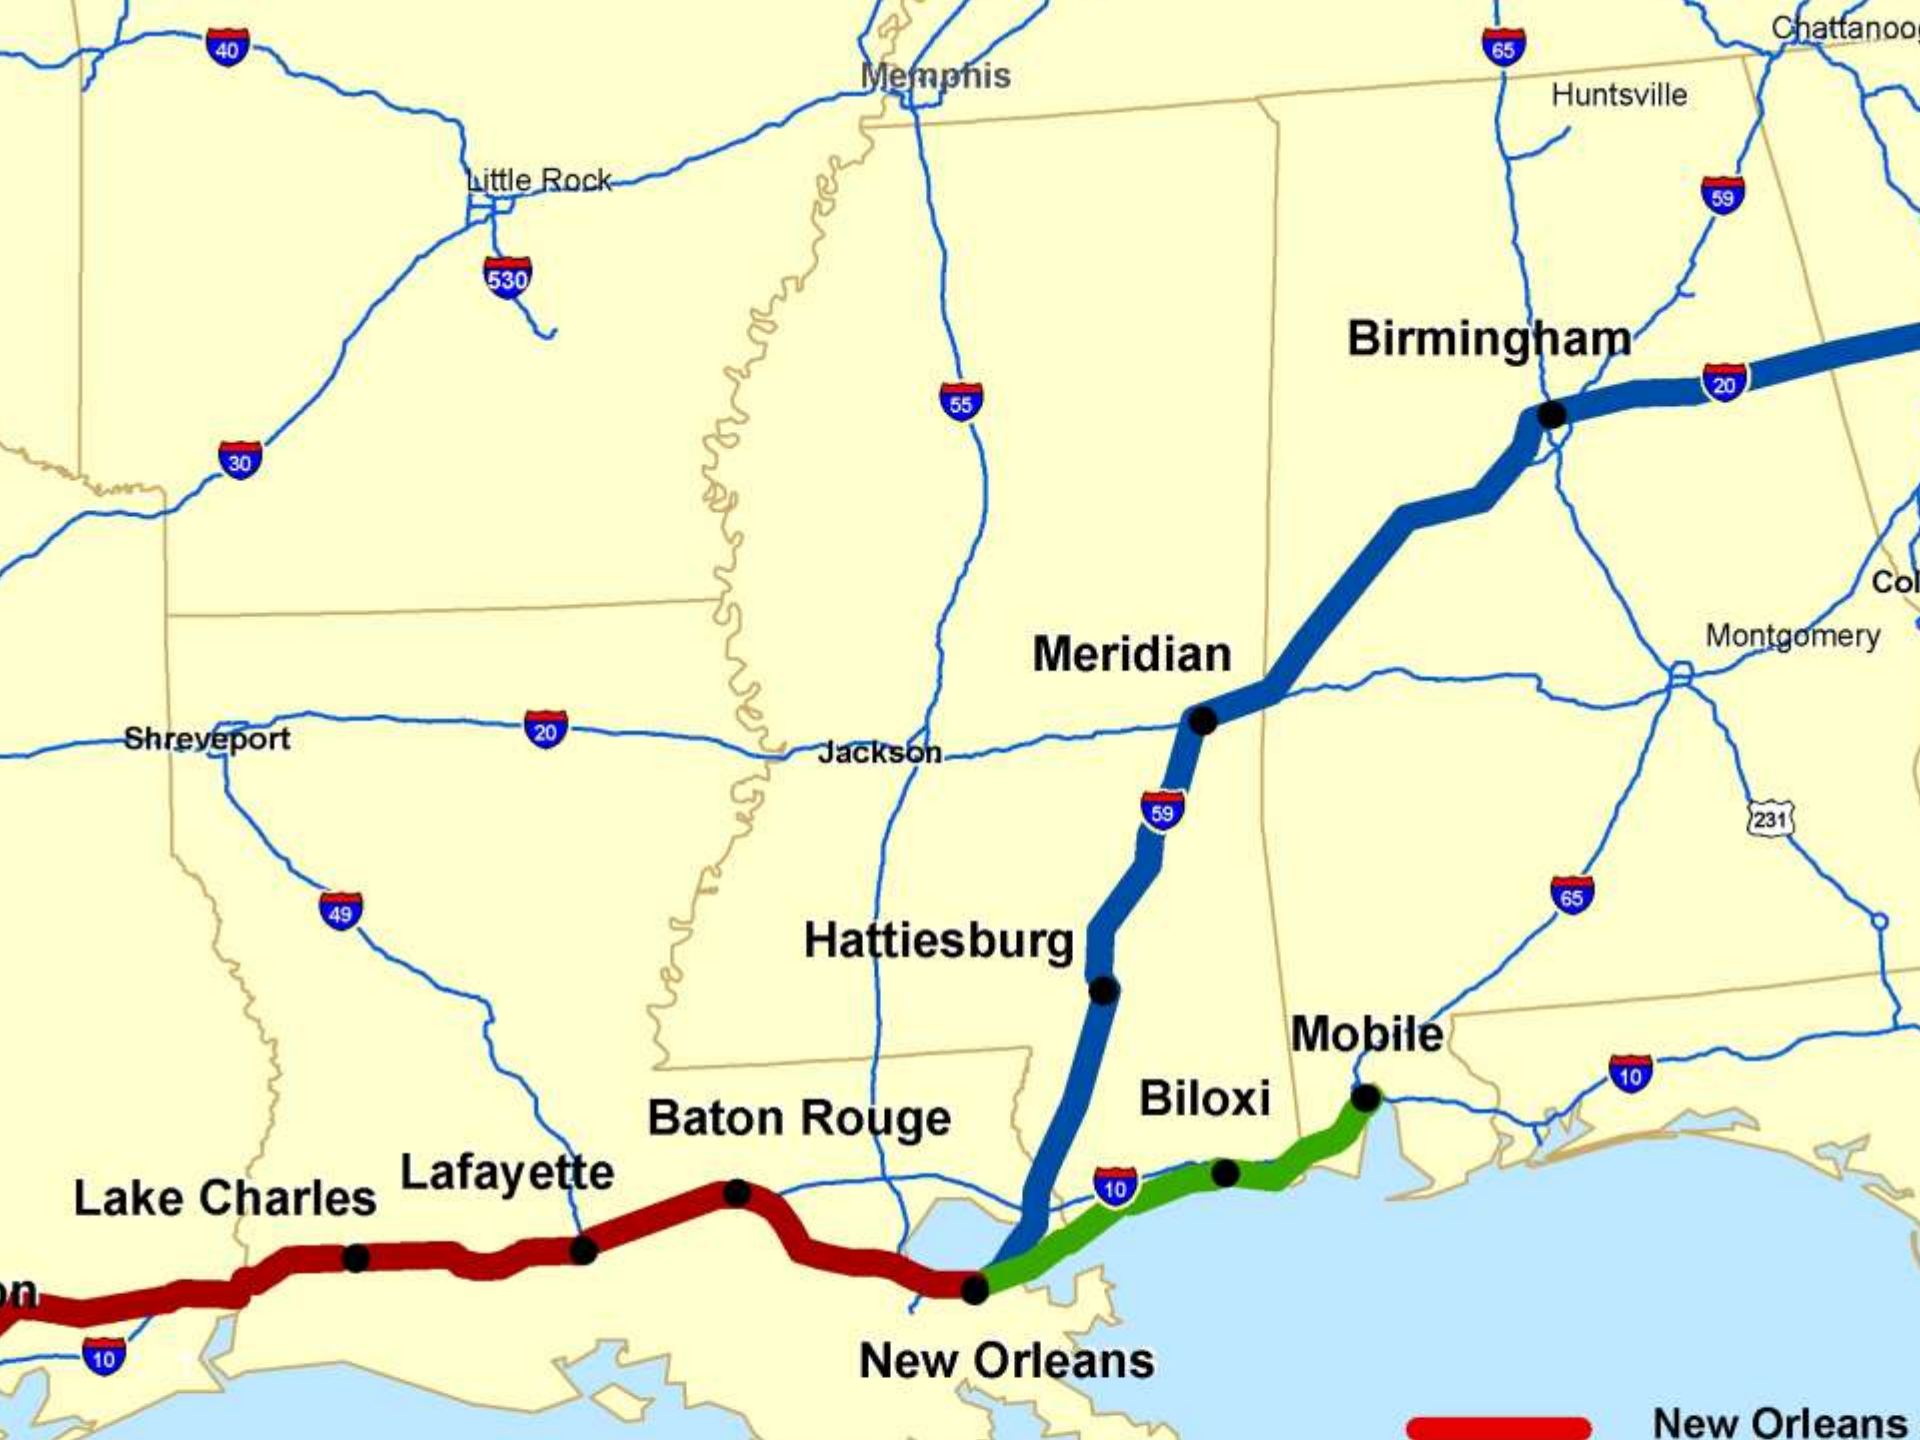 Chattanoo
40
65
Memphis
Huntsville
Little Rock
59
530
Birmingham
20
55
30
Col
Montgomery
Meridian
Shreveport
20
Jackson
59
231
49
65
Hattiesburg
Mobile
10
Biloxi
Baton Rouge
Lafayette
Lake Charles
10
on
10
New Orleans
New Orleans